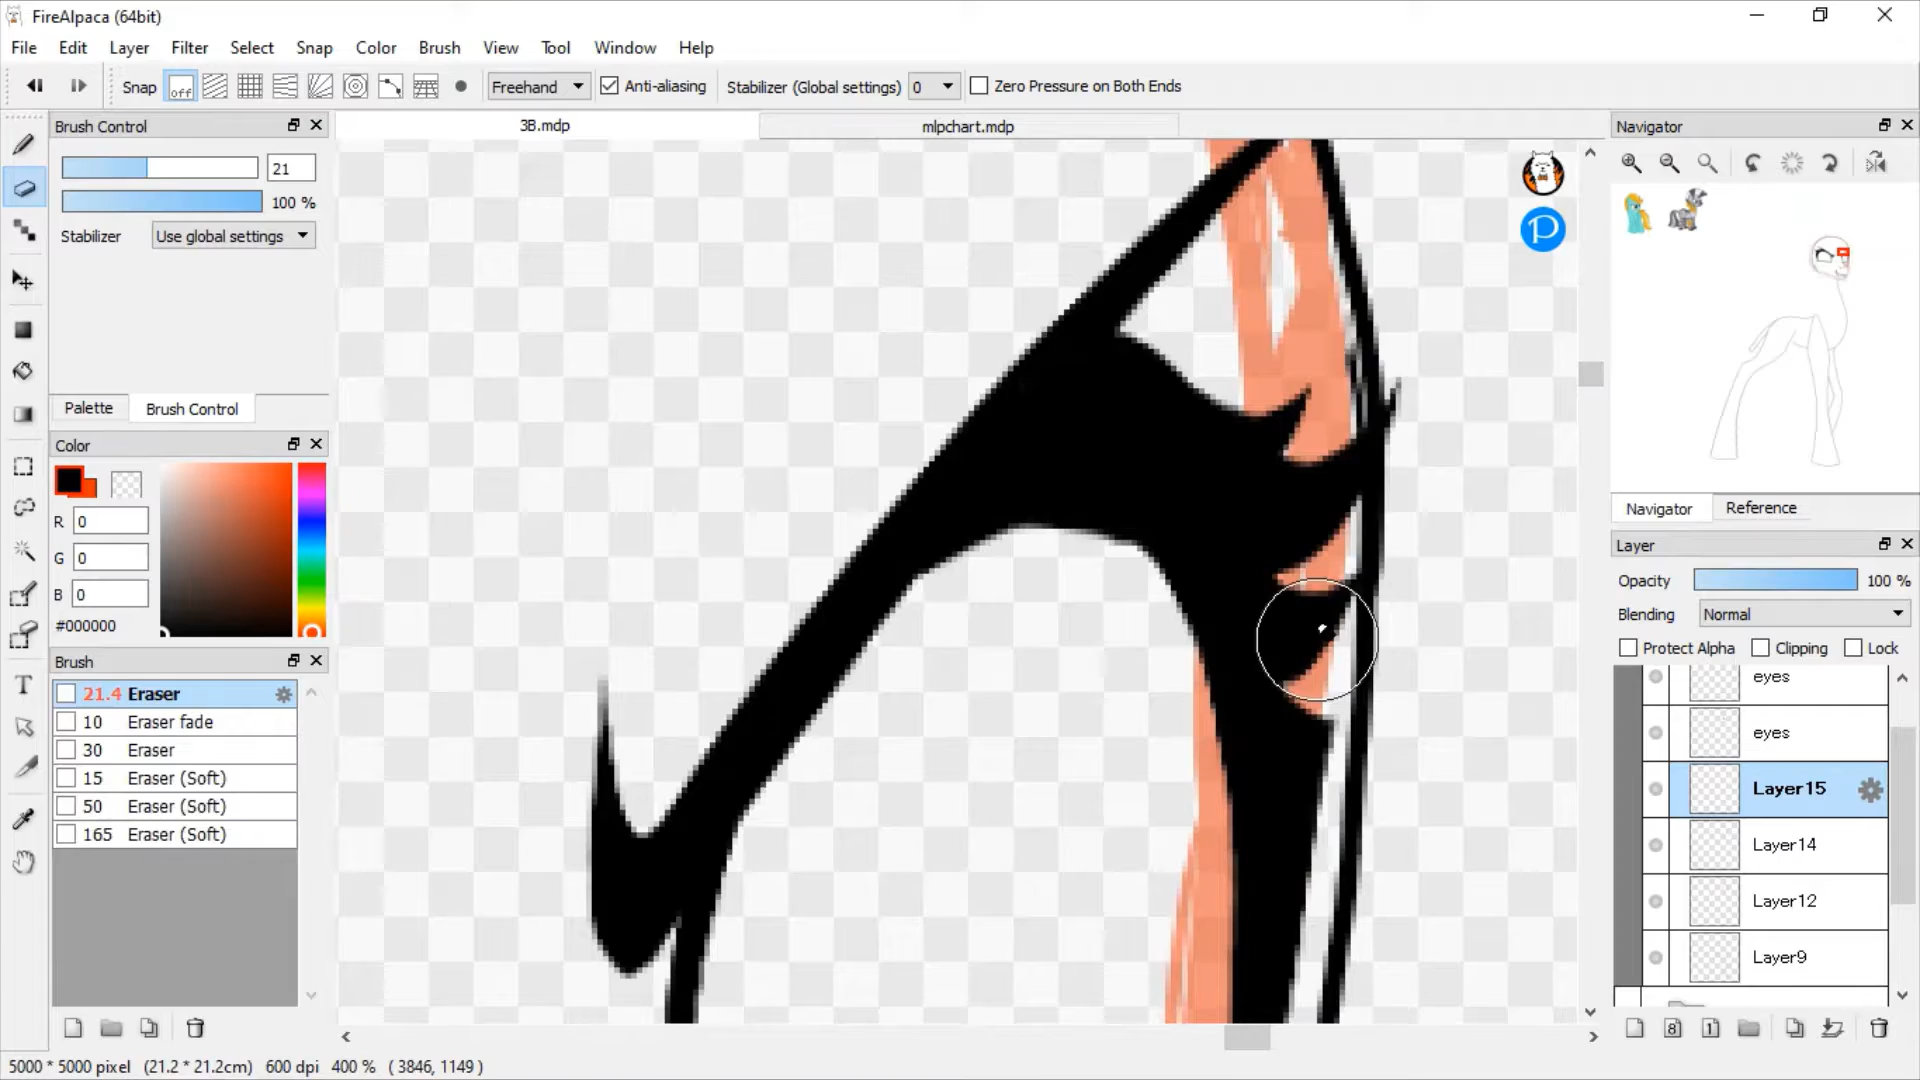 FireAlpaca (64bit)
File Edit Layer Filter Select Snap Color Brush View Tool Window Help
Snap off Freehand Anti-aliasing Stabilizer (Global settings) 0 Zero Pressure on Both Ends
Brush Control
3B.mdp
mlpchart.mdp
Navigator
21
100 %
Stabilizer Use global settings
Palette
Brush Control
Color
R 0
G 0
B 0
#000000
Brush
21.4 Eraser
10 Eraser fade
30 Eraser
15 Eraser (Soft)
50 Eraser (Soft)
165 Eraser (Soft)
P
Navigator
Reference
Layer
Opacity 100 %
Blending Normal
Protect Alpha Clipping Lock
eyes
eyes
Layer15
Layer14
Layer12
Layer9
T
8
1
5000 * 5000 pixel (21.2 * 21.2cm) 600 dpi 400 % ( 3846, 1149 )